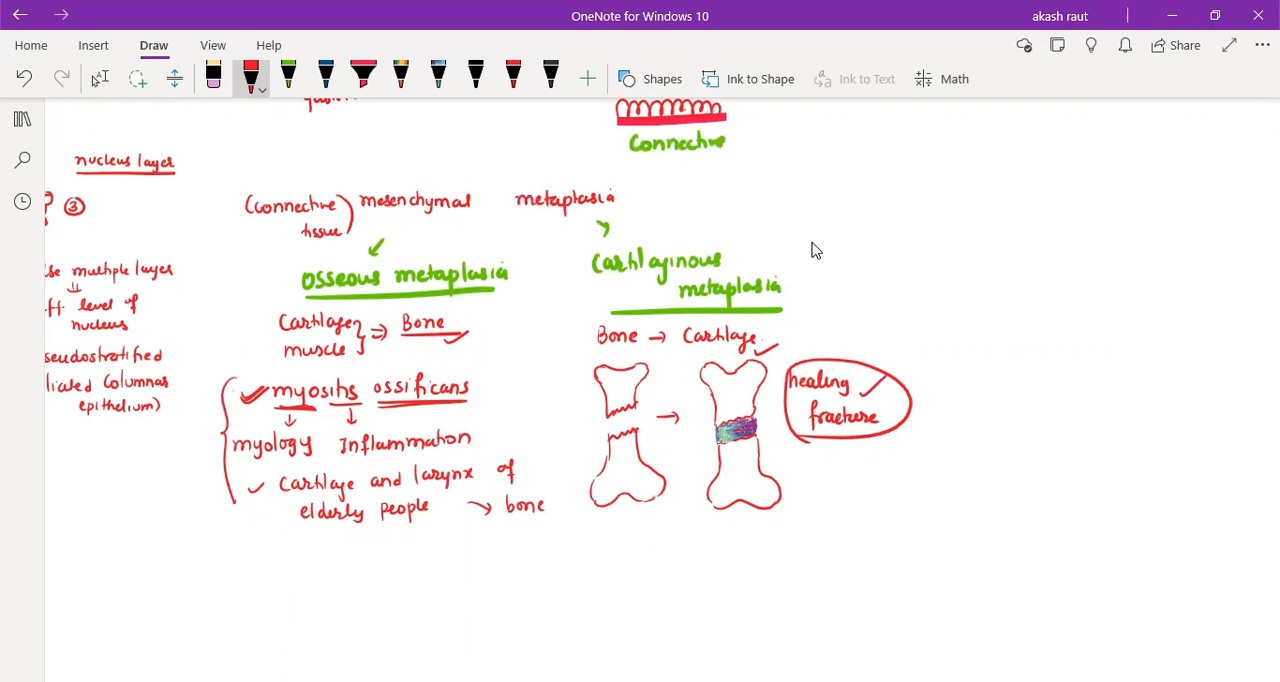 OneNote for Windows 10
akash raut
Home Insert Draw View Help
Share
Shapes
Ink to Shape
Ink to Text
Math
Connective
nucleus layer
③
(connective tissue) mesenchymal metaplasia
se multiple layer
ff. level of
nucleus
seudostratified
liated columnar
epithelium)
Osseous metaplasia
Cartilage
muscle
⇒ Bone
myositis ossificans
myology Inflammation
Cartilage and larynx of
elderly people → bone
Cartilaginous
metaplasia
Bone → Cartilage
healing
fracture